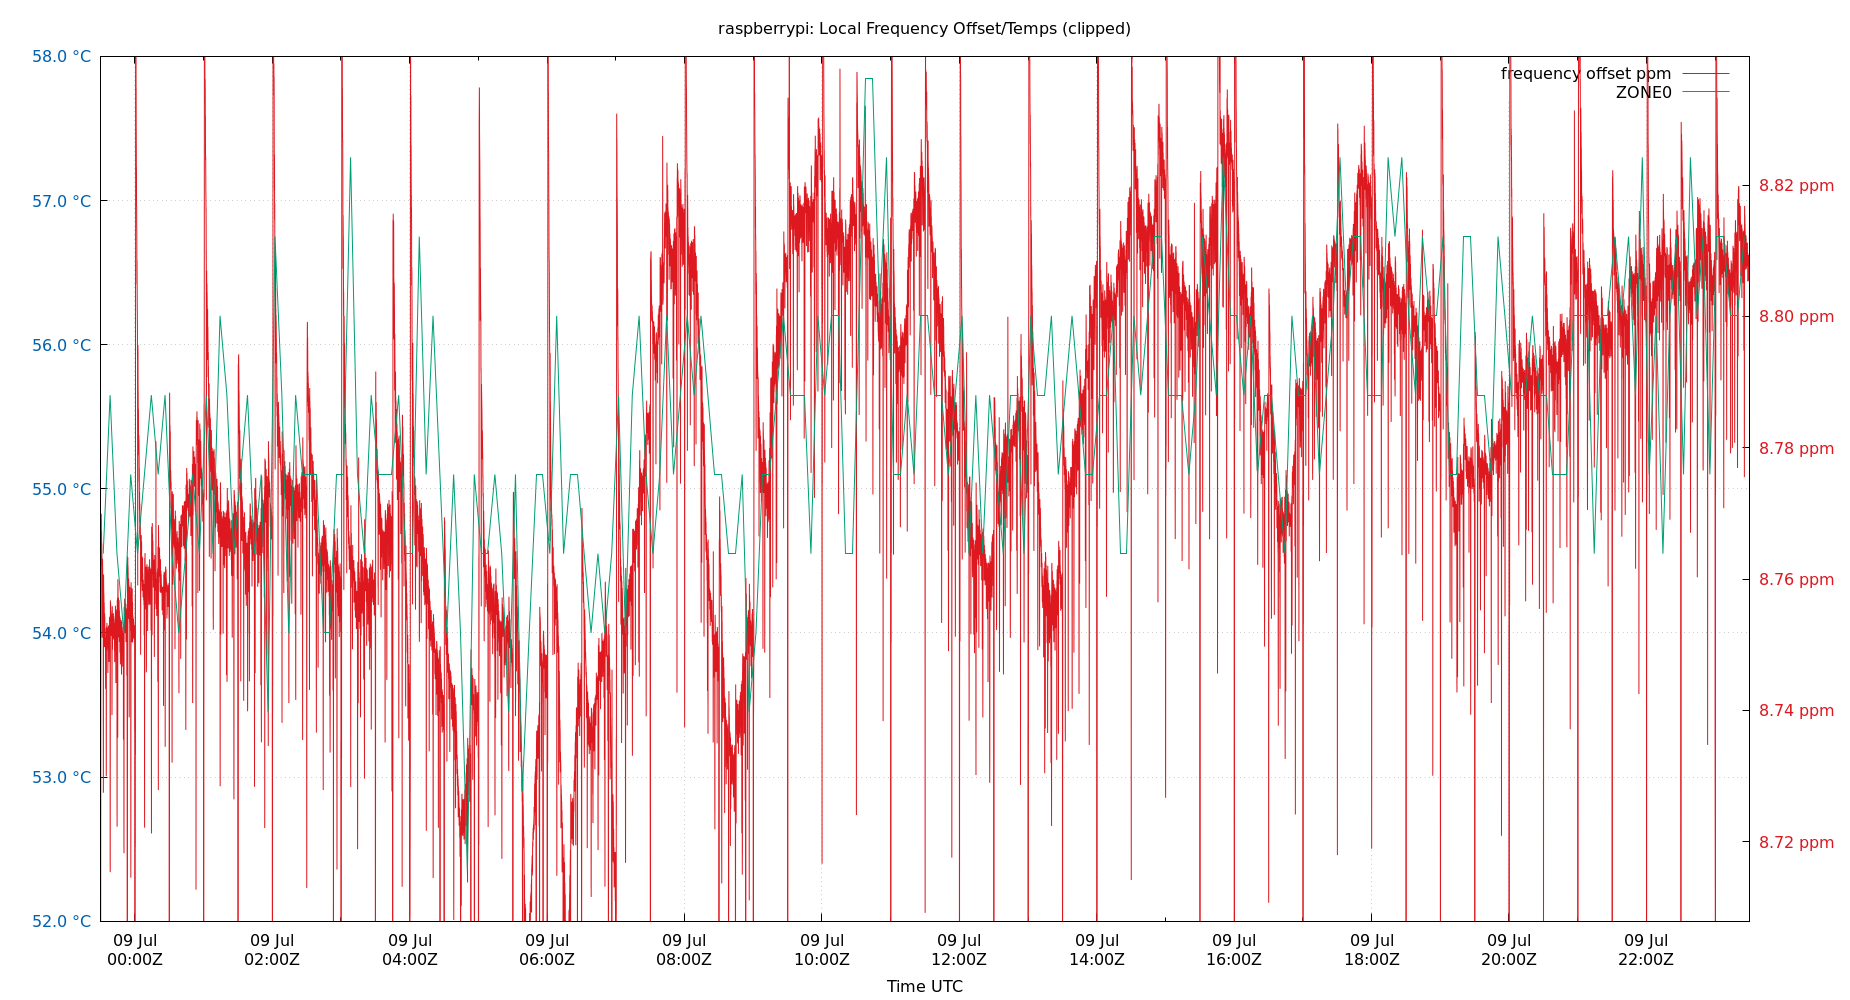 raspberrypi: Local Frequency Offset/Temps (clipped)
frequency offset ppm
ZONE0
58.0 °C
57.0 °C
56.0 °C
55.0 °C
54.0 °C
53.0 °C
52.0 °C
8.82 ppm
8.80 ppm
8.78 ppm
8.76 ppm
8.74 ppm
8.72 ppm
09 Jul
00:00Z
09 Jul
02:00Z
09 Jul
04:00Z
09 Jul
06:00Z
09 Jul
08:00Z
09 Jul
10:00Z
09 Jul
12:00Z
09 Jul
14:00Z
09 Jul
16:00Z
09 Jul
18:00Z
09 Jul
20:00Z
09 Jul
22:00Z
Time UTC